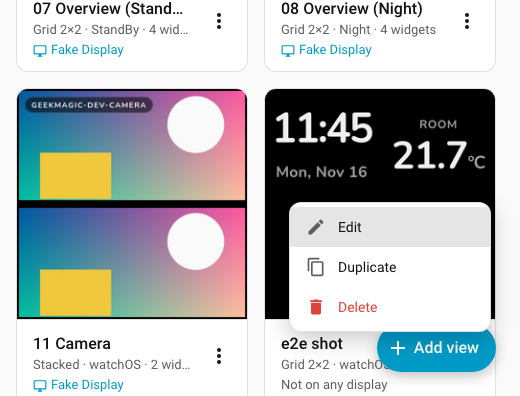 07 Overview (Stand…
Grid 2×2 · StandBy · 4 wid…
Fake Display
08 Overview (Night)
Grid 2×2 · Night · 4 widgets
Fake Display
GEEKMAGIC-DEV-CAMERA
11 Camera
Stacked · watchOS · 2 wid…
Fake Display
11:45
Mon, Nov 16
ROOM
21.7°C
Edit
Duplicate
Delete
e2e shot
Grid 2×2 · watchOS
Not on any display
Add view